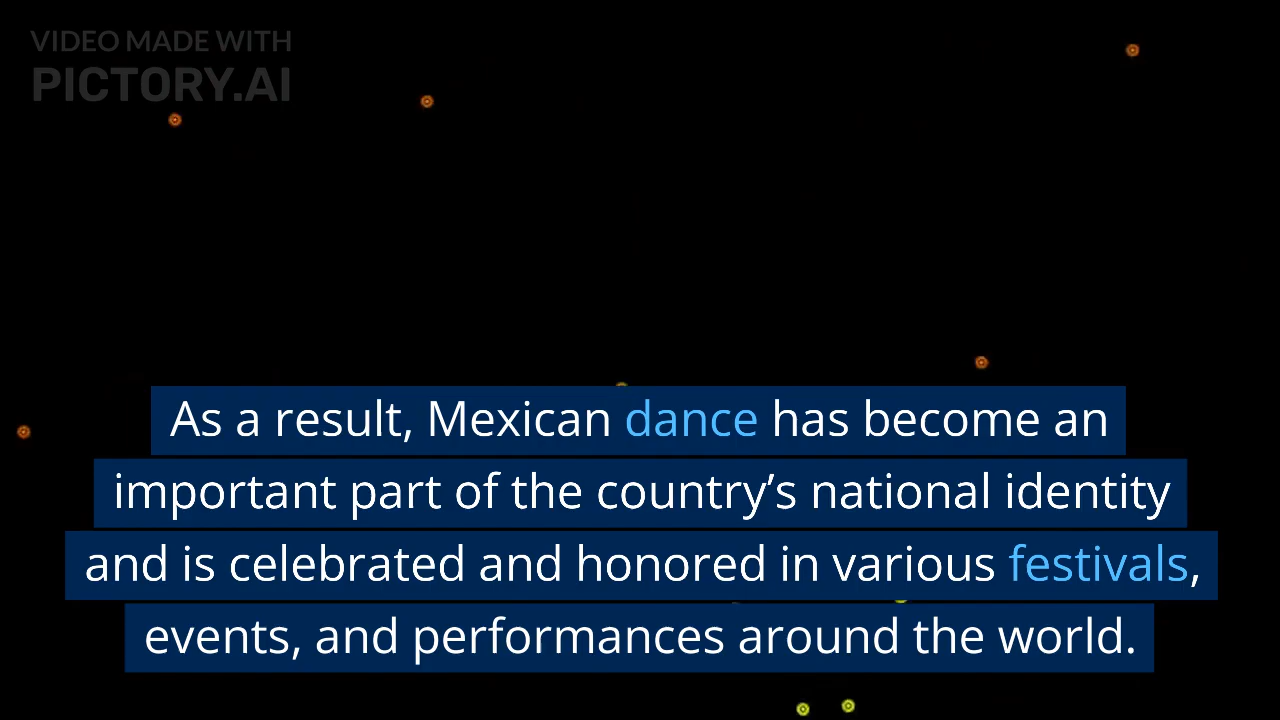 VIDEO MADE WITH
PICTORY.AI
As a result, Mexican dance has become an
important part of the country’s national identity
and is celebrated and honored in various festivals,
events, and performances around the world.